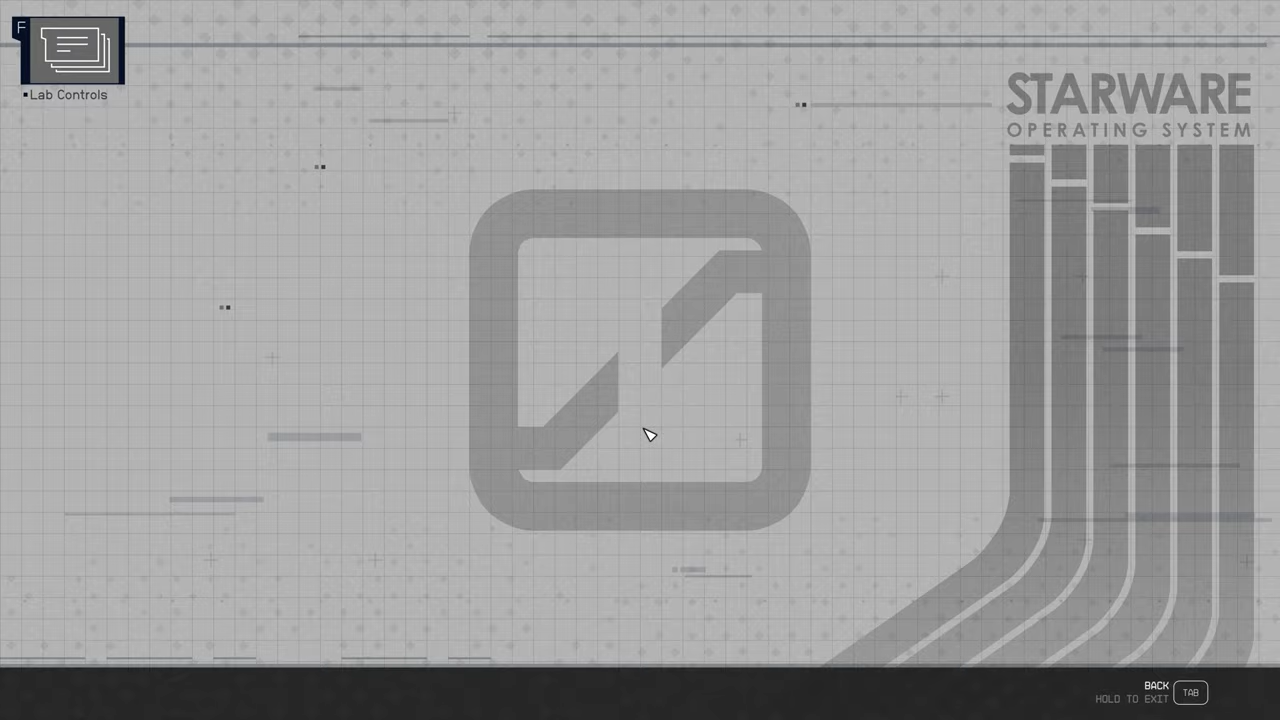 F
Lab Controls
STARWARE
OPERATING SYSTEM
BACK
HOLD TO EXIT
TAB